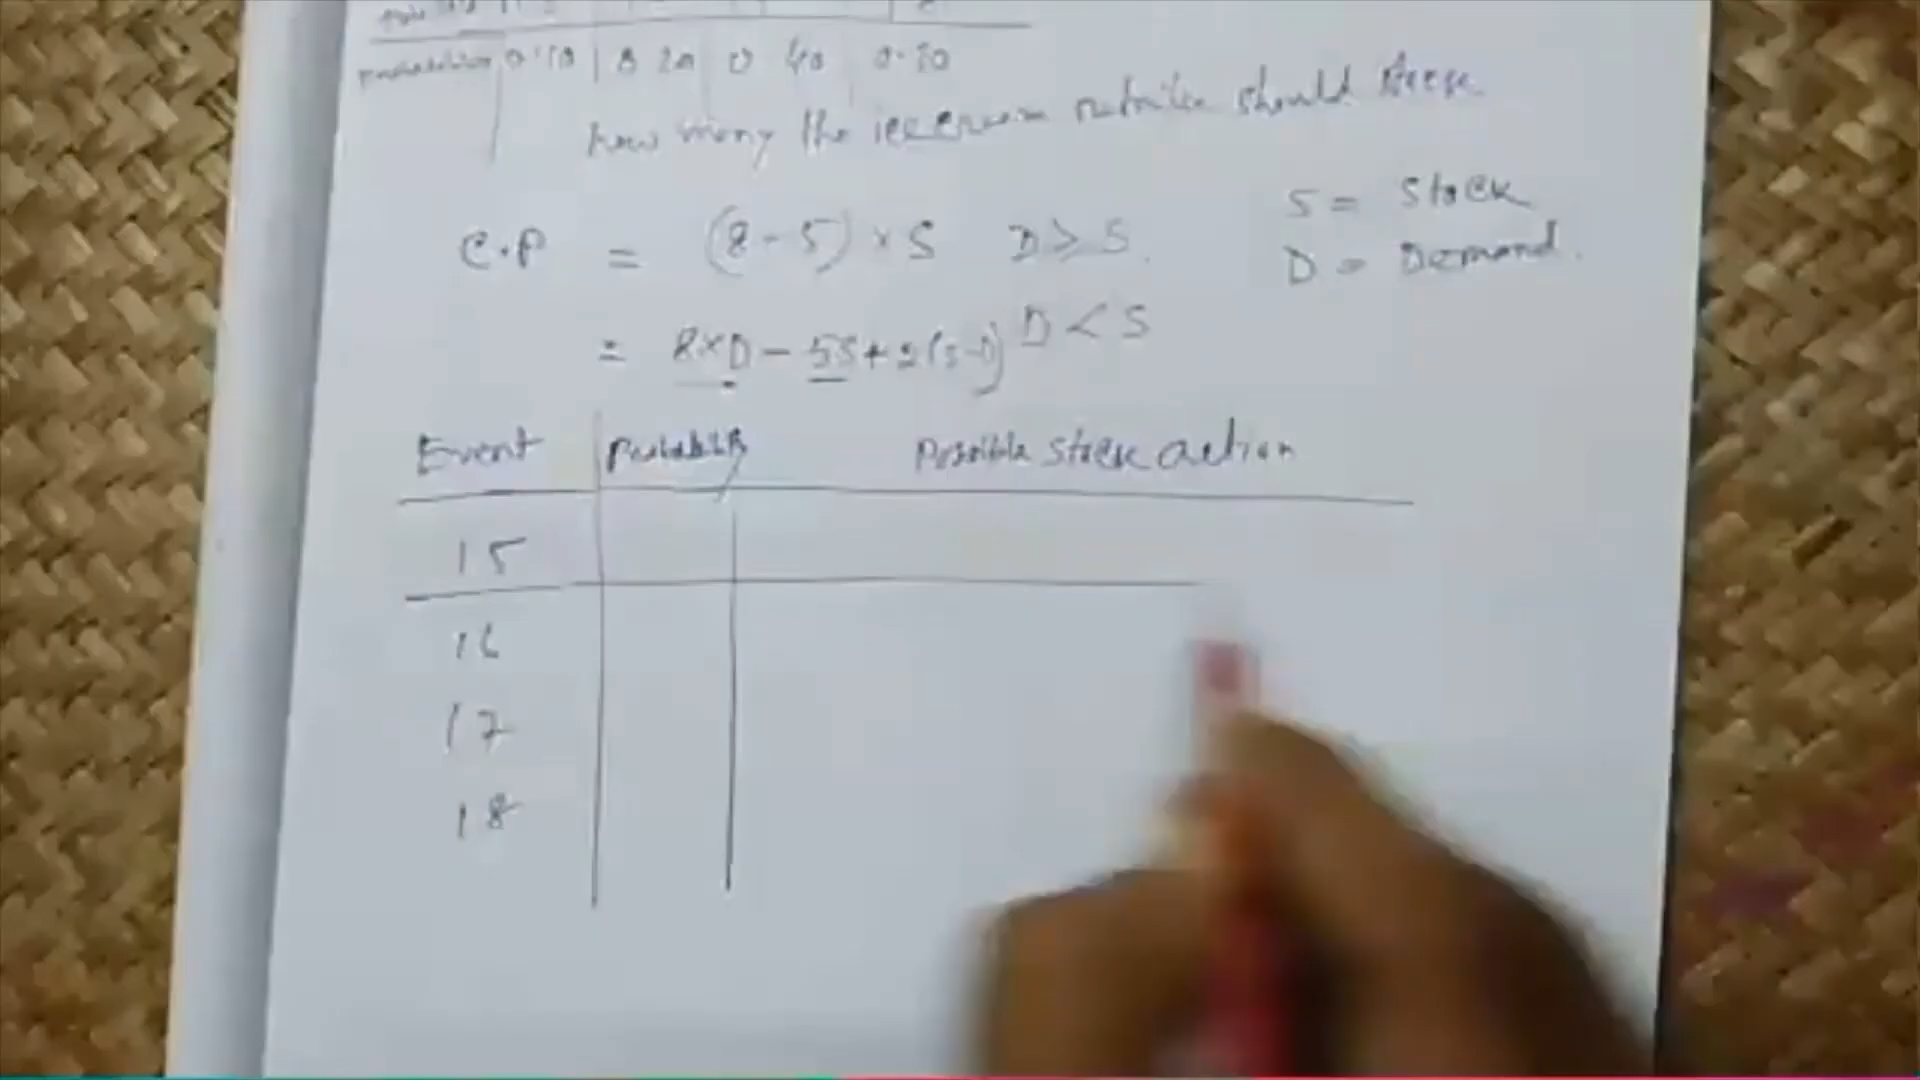 probabilities 0.10 0 20 0 40 0.30
how many the icecream retailer should stock
C.P = (8-5) × S D ≥ S
S = Stock
D = Demand.
= 8×D - 5S + 2(S-D) D < S
Event Probability Possible stock action
15
16
17
18